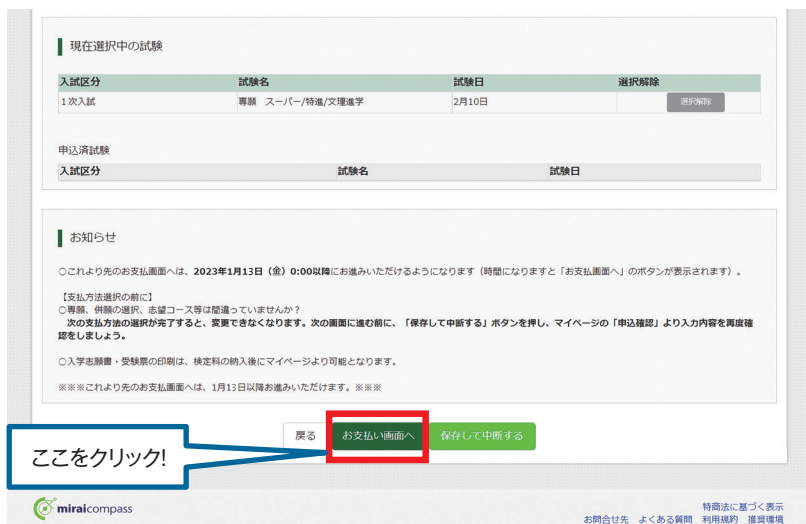 現在選択中の試験
入試区分 試験名 試験日 選択解除
1次入試 専願 スーパー/特進/文理進学 2月10日 選択解除
申込済試験
入試区分 試験名 試験日
お知らせ
○これより先のお支払画面へは、2023年1月13日（金）0:00以降にお進みいただけるようになります（時間になりますと「お支払画面へ」のボタンが表示されます）。
【支払方法選択の前に】
○専願、併願の選択、志望コース等は間違っていませんか？
次の支払方法の選択が完了すると、変更できなくなります。次の画面に進む前に、「保存して中断する」ボタンを押し、マイページの「申込確認」より入力内容を再度確
認をしましょう。
○入学志願書・受験票の印刷は、検定料の納入後にマイページより可能となります。
※※※これより先のお支払画面へは、1月13日以降お進みいただけます。※※※
戻る お支払い画面へ 保存して中断する
ここをクリック!
miraicompass
特商法に基づく表示
お問合せ先 よくある質問 利用規約 推奨環境